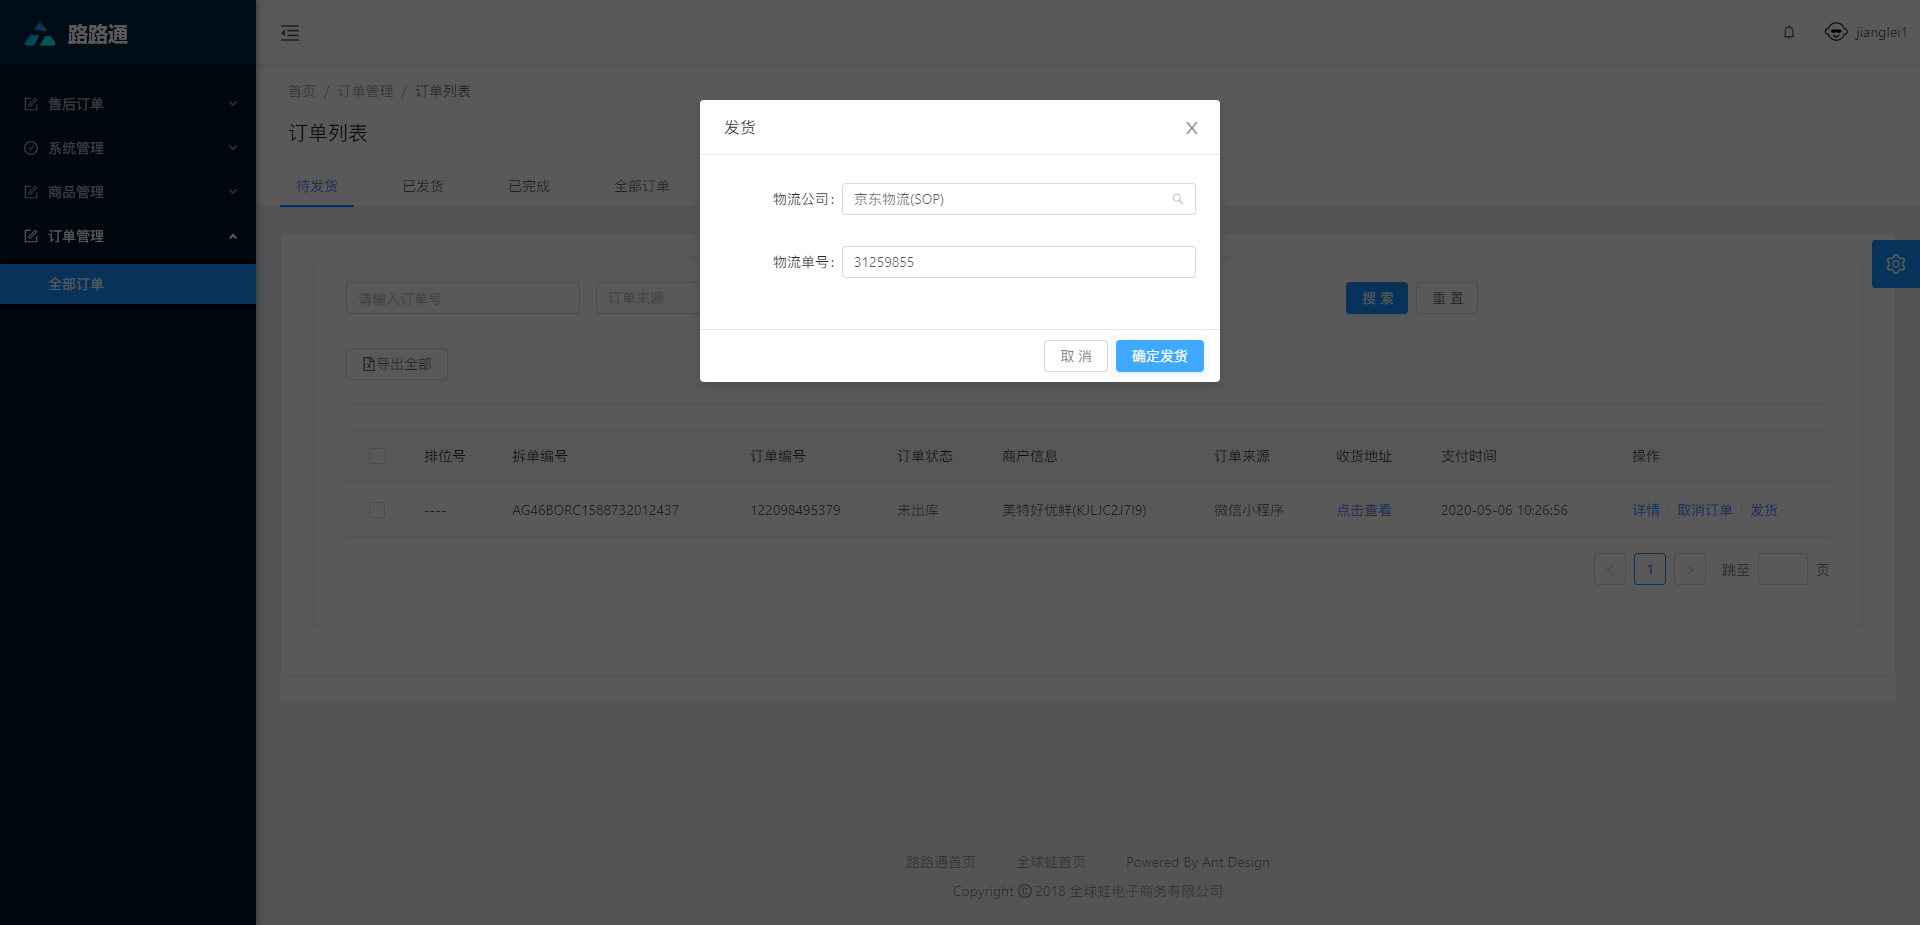 路路通
jianglei1
售后订单
系统管理
商品管理
订单管理
全部订单
首页 / 订单管理 / 订单列表
订单列表
待发货 已发货 已完成 全部订单
发货
物流公司: 京东物流(SOP)
物流单号: 31259855
取 消 确定发货
请输入订单号 订单来源 搜 索 重 置
导出全部
排位号 拆单编号 订单编号 订单状态 商户信息 订单来源 收货地址 支付时间 操作
---- AG46BORC1588732012437 122098495379 未出库 美特好优鲜(KJLJC2J7I9) 微信小程序 点击查看 2020-05-06 10:26:56 详情 取消订单 发货
< 1 > 跳至 页
路路通首页 全球蛙首页 Powered By Ant Design
Copyright © 2018 全球蛙电子商务有限公司